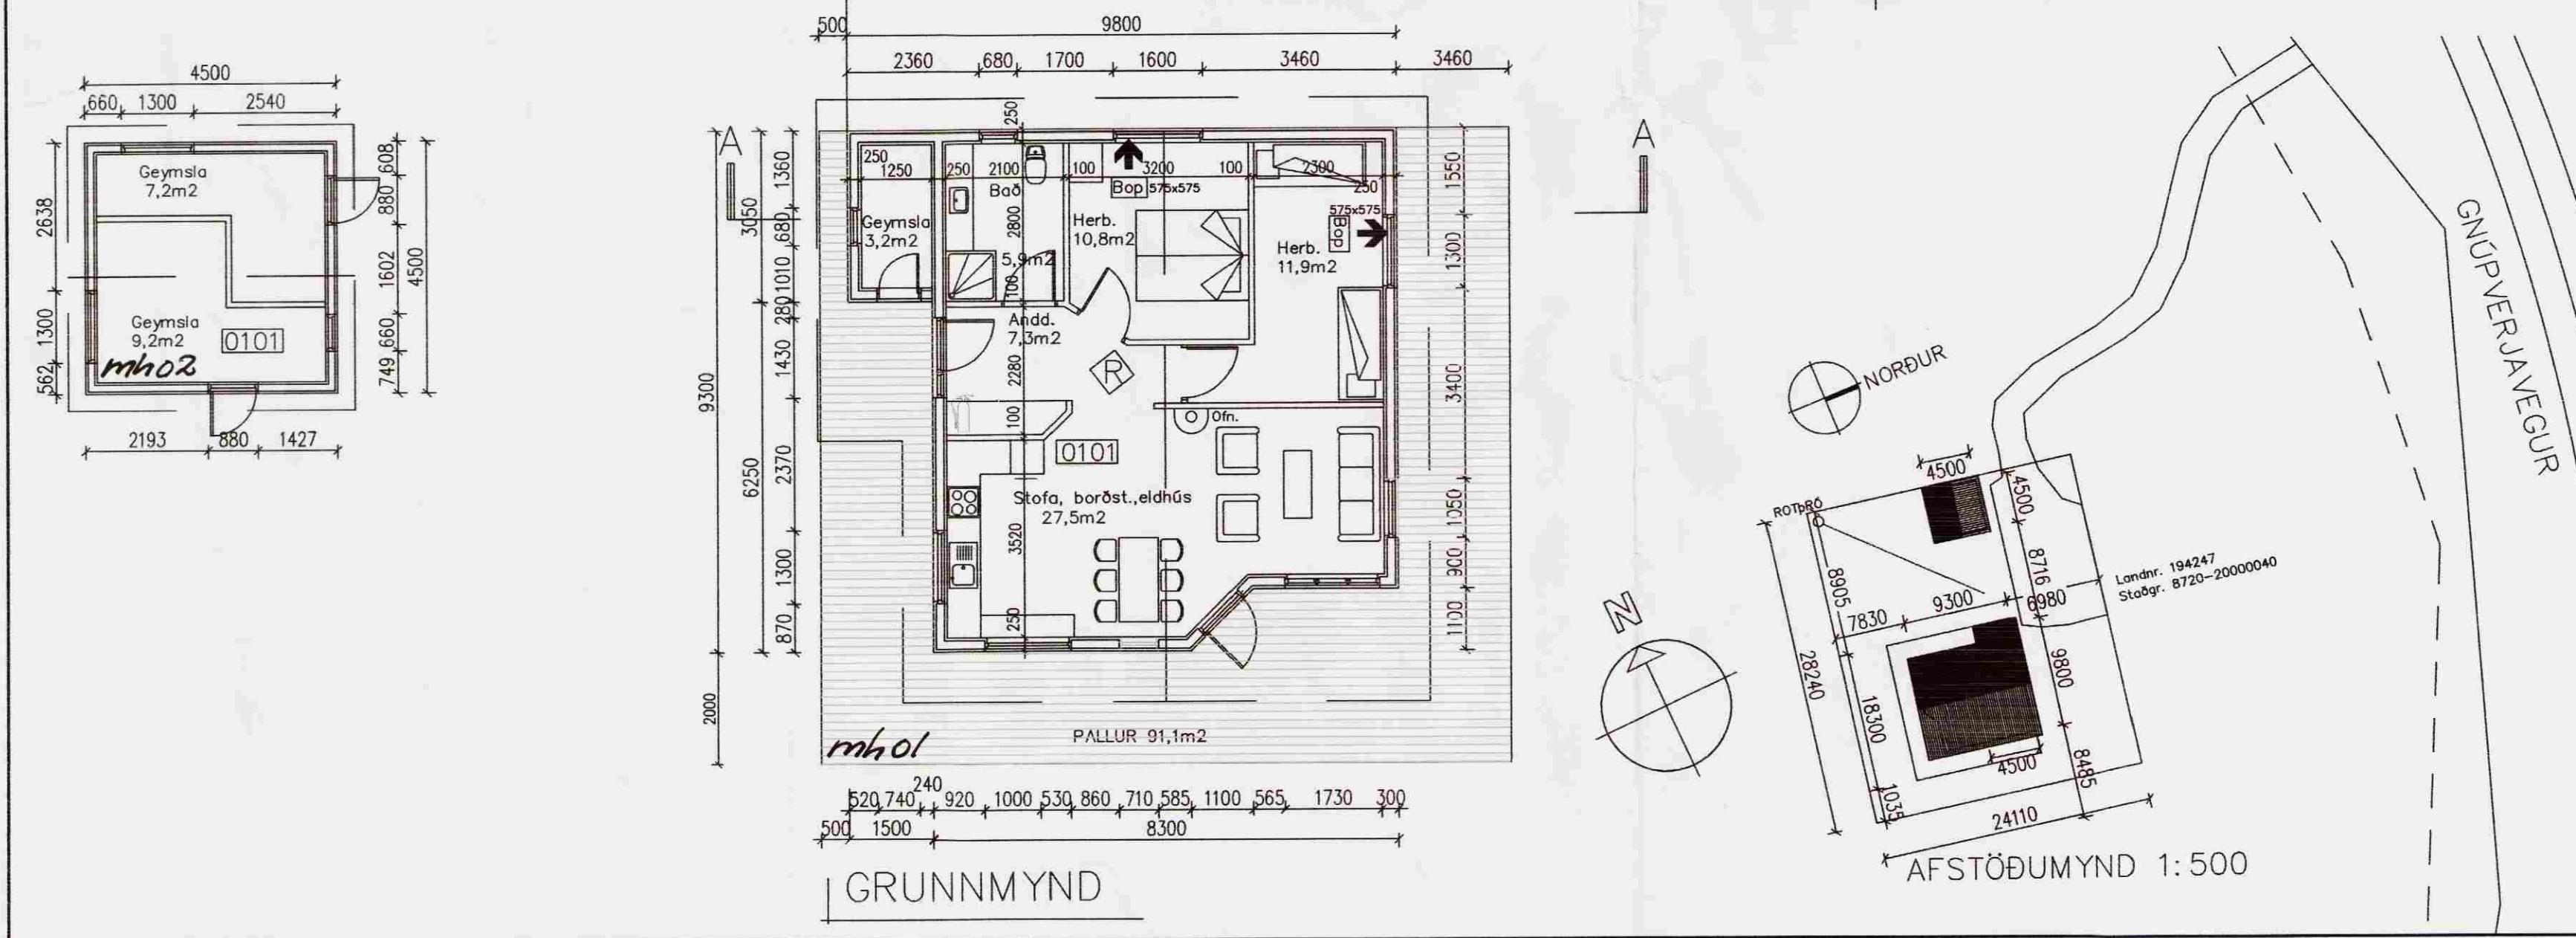 4500
660 1300 2540
Geymsla
7,2m2
2638
1300
562
608
880
1602
660
749
4500
Geymsla
9,2m2
0101
mh02
2193 880 1427
500 9800
2360 680 1700 1600 3460 3460
A
A
250
250
1250
250 2100 100 3200 100 2300
250
Bað
Bop 575x575
575x575
Bop
2800
Geymsla
3,2m2
5,9m2
Herb.
10,8m2
Herb.
11,9m2
100
Andd.
7,3m2
R
2280
100
Ofn.
0101
Stofa, borðst.,eldhús
27,5m2
3520
250
9300
2000
3050
6250
1360
680
1010
280
1430
2370
1300
870
1550
1300
3400
1050
900
1100
PALLUR 91,1m2
mh01
240
520 740 920 1000 530 860 710 585 1100 565 1730 300
500 1500 8300
GRUNNMYND
GNÚPVERJAVEGUR
NORÐUR
N
ROTÞRÓ
4500
4500
8716
8905
7830 9300 6980
Landnr. 194247
Staðgr. 8720-20000040
28240
18300
9800
4500
8485
1035
24110
AFSTÖÐUMYND 1:500